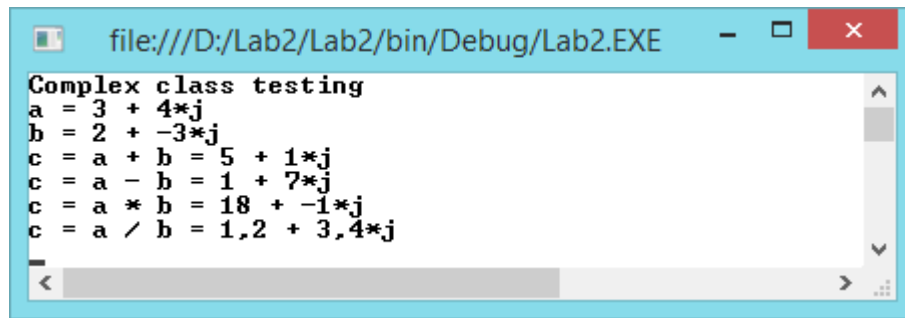 file:///D:/Lab2/Lab2/bin/Debug/Lab2.EXE
Complex class testing
a = 3 + 4*j
b = 2 + -3*j
c = a + b = 5 + 1*j
c = a - b = 1 + 7*j
c = a * b = 18 + -1*j
c = a / b = 1,2 + 3,4*j